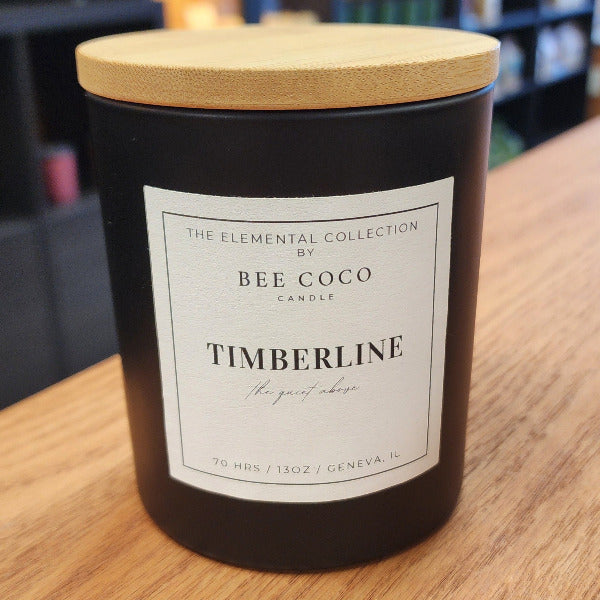 THE ELEMENTAL COLLECTION
BY
BEE COCO
CANDLE
TIMBERLINE
the quiet above
70 HRS / 13OZ / GENEVA, IL